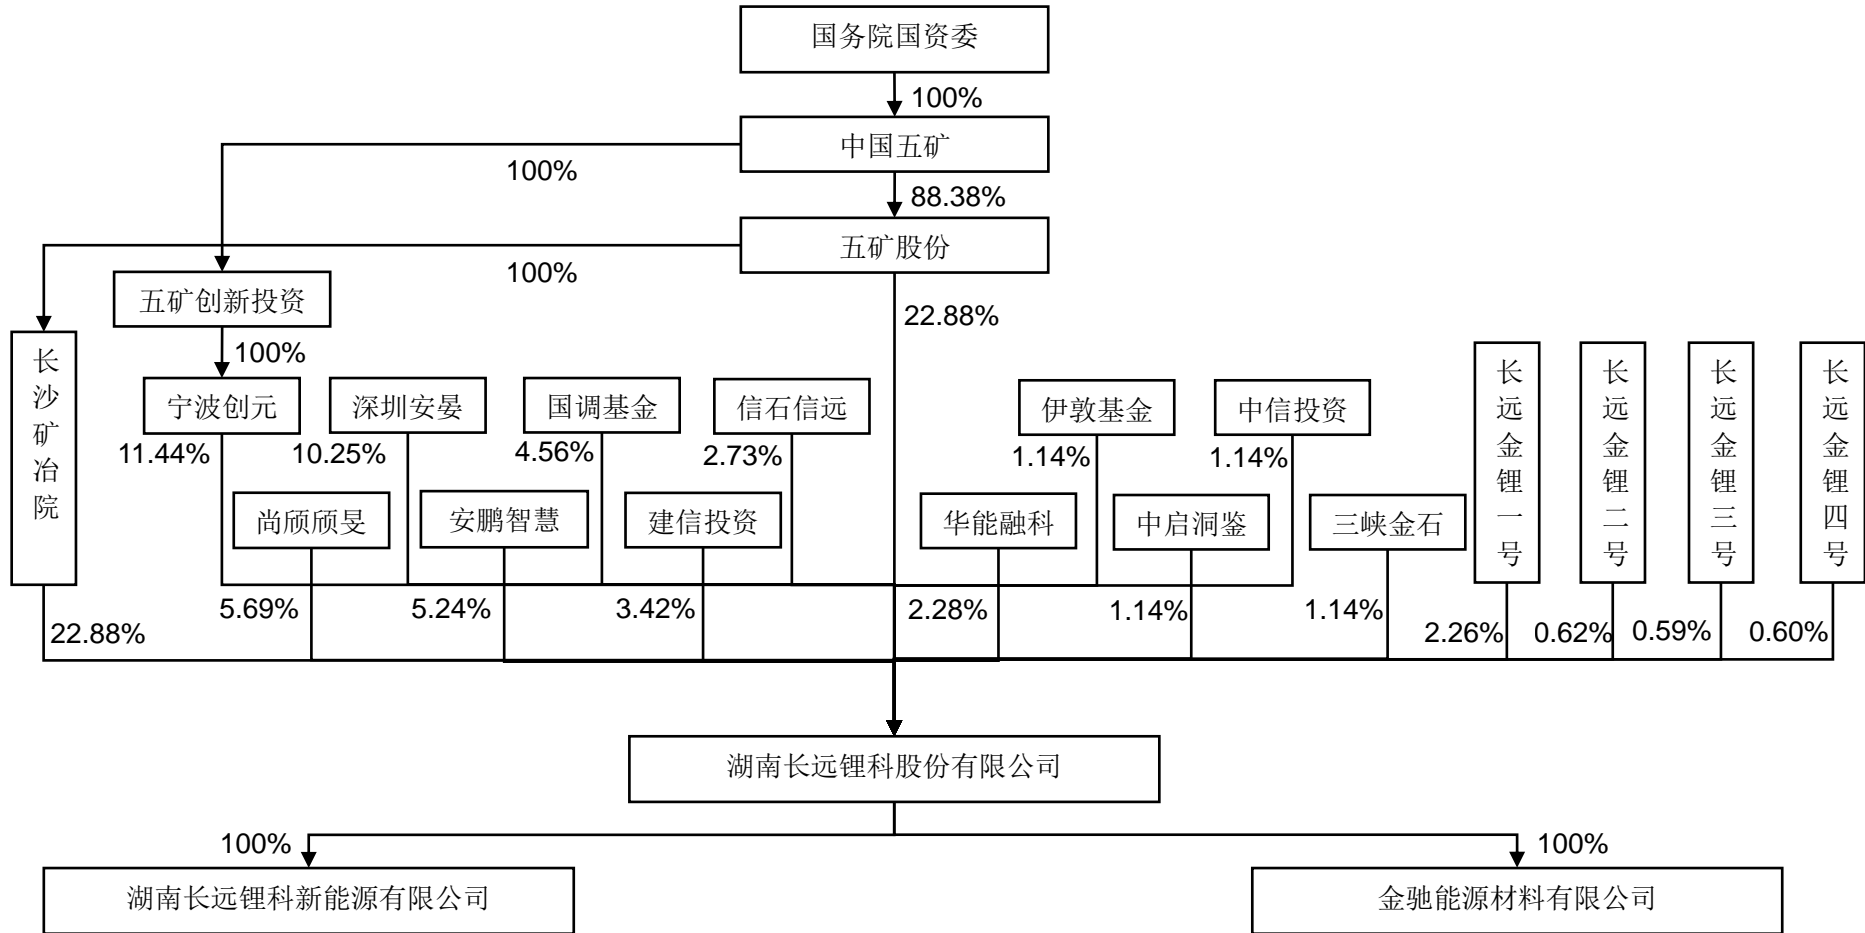 国务院国资委
100%
中国五矿
100%
88.38%
五矿股份
100%
五矿创新投资
22.88%
100%
长沙矿冶院
宁波创元
深圳安晏
国调基金
信石信远
伊敦基金
中信投资
长远金锂一号
长远金锂二号
长远金锂三号
长远金锂四号
11.44%
10.25%
4.56%
2.73%
1.14%
1.14%
尚颀颀旻
安鹏智慧
建信投资
华能融科
中启洞鉴
三峡金石
22.88%
5.69%
5.24%
3.42%
2.28%
1.14%
1.14%
2.26%
0.62%
0.59%
0.60%
湖南长远锂科股份有限公司
100%
100%
湖南长远锂科新能源有限公司
金驰能源材料有限公司